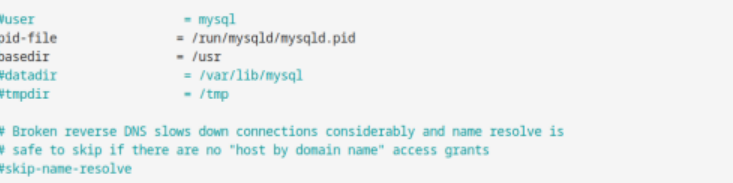 #user = mysql
pid-file = /run/mysqld/mysqld.pid
basedir = /usr
#datadir = /var/lib/mysql
#tmpdir = /tmp
# Broken reverse DNS slows down connections considerably and name resolve is
# safe to skip if there are no "host by domain name" access grants
#skip-name-resolve